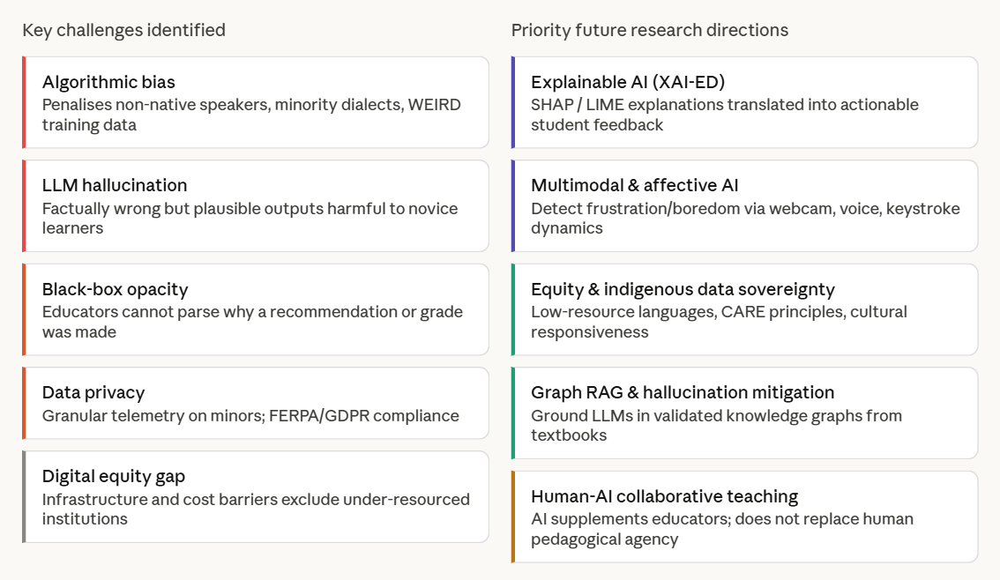 Key challenges identified
Algorithmic bias
Penalises non-native speakers, minority dialects, WEIRD
training data
LLM hallucination
Factually wrong but plausible outputs harmful to novice
learners
Black-box opacity
Educators cannot parse why a recommendation or grade
was made
Data privacy
Granular telemetry on minors; FERPA/GDPR compliance
Digital equity gap
Infrastructure and cost barriers exclude under-resourced
institutions
Priority future research directions
Explainable AI (XAI-ED)
SHAP / LIME explanations translated into actionable
student feedback
Multimodal & affective AI
Detect frustration/boredom via webcam, voice, keystroke
dynamics
Equity & indigenous data sovereignty
Low-resource languages, CARE principles, cultural
responsiveness
Graph RAG & hallucination mitigation
Ground LLMs in validated knowledge graphs from
textbooks
Human-AI collaborative teaching
AI supplements educators; does not replace human
pedagogical agency